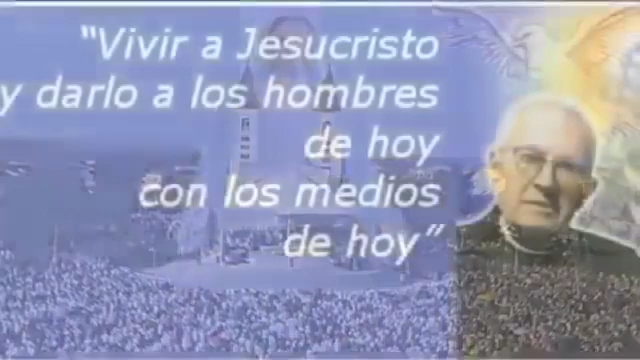 “Vivir a Jesucristo
y darlo a los hombres
de hoy
con los medios
de hoy”